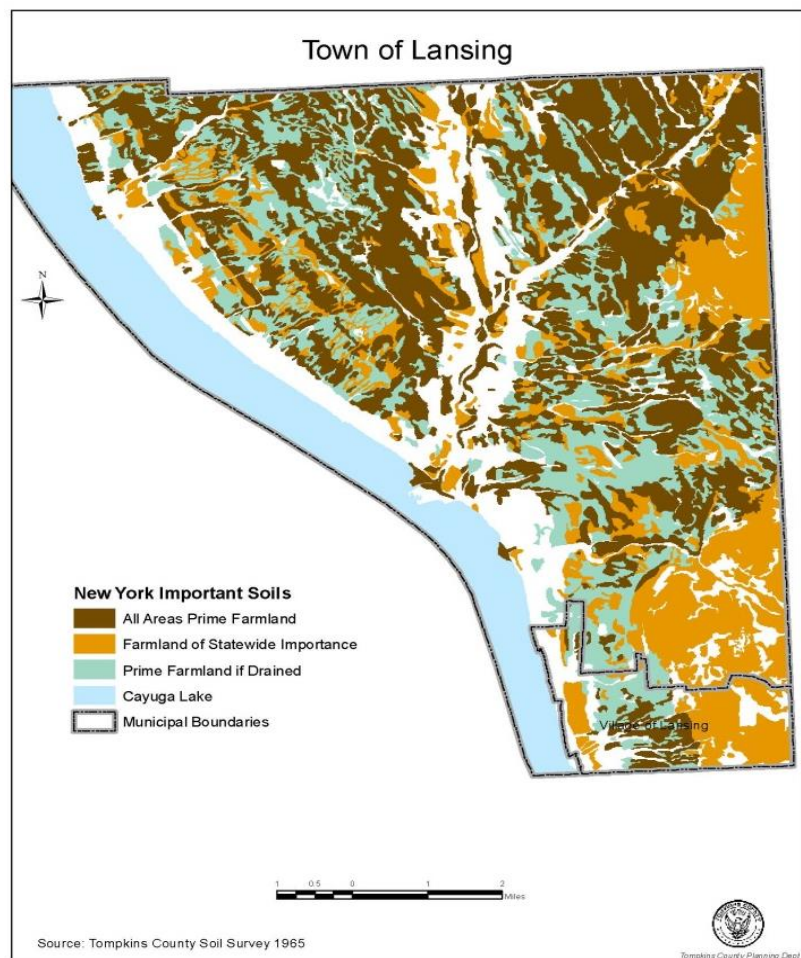 Town of Lansing
N
New York Important Soils
All Areas Prime Farmland
Farmland of Statewide Importance
Prime Farmland if Drained
Cayuga Lake
Municipal Boundaries
Village of Lansing
1 0.5 0 1 2
Miles
Source: Tompkins County Soil Survey 1965
Tompkins County Planning Dept